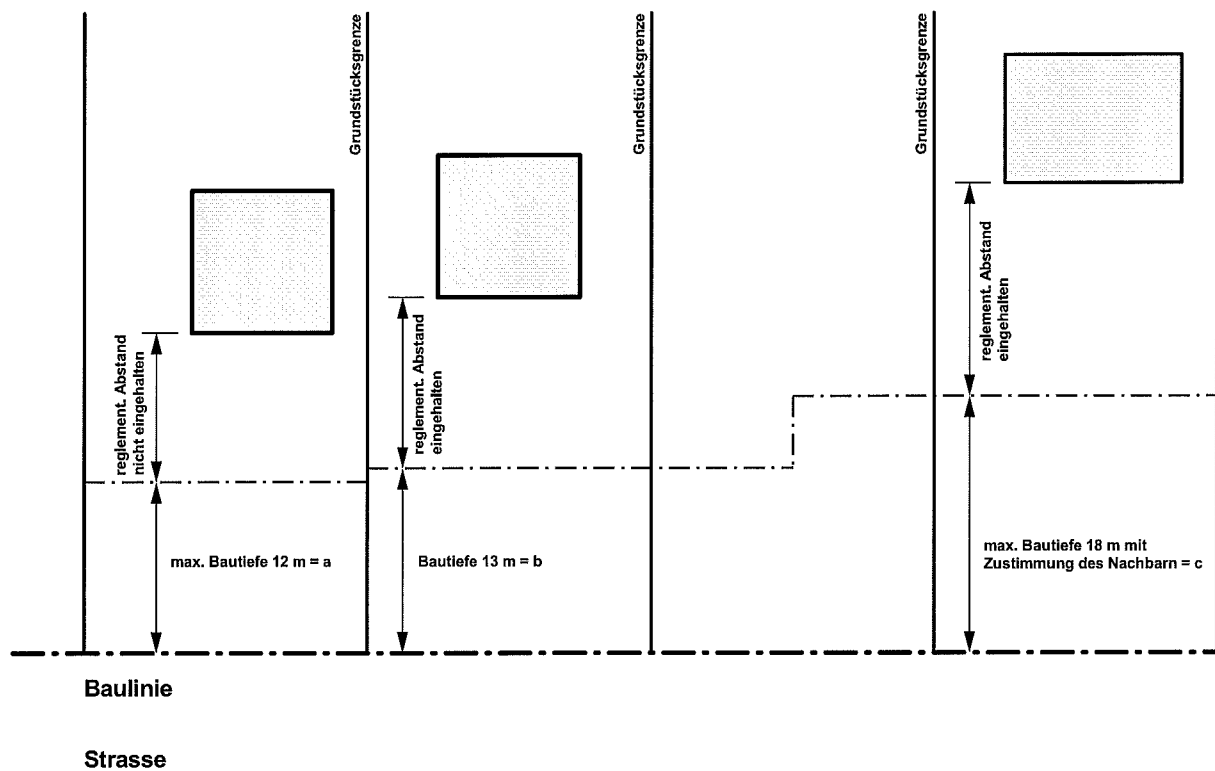 Grundstücksgrenze
Grundstücksgrenze
Grundstücksgrenze
reglement. Abstand
nicht eingehalten
reglement. Abstand
eingehalten
reglement. Abstand
eingehalten
max. Bautiefe 12 m = a
Bautiefe 13 m = b
max. Bautiefe 18 m mit
Zustimmung des Nachbarn = c
Baulinie
Strasse